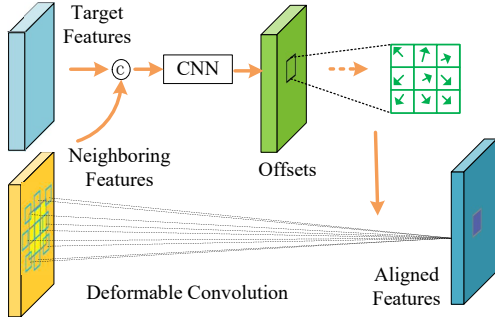 Target
Features
C
CNN
Neighboring
Features
Offsets
Deformable Convolution
Aligned
Features